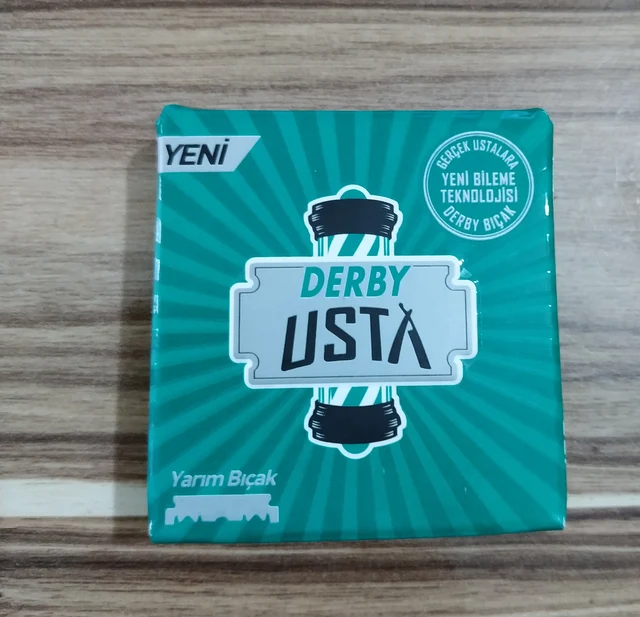 YENİ
GERÇEK USTALARA
YENİ BİLEME
TEKNOLOJİSİ
DERBY BIÇAK
DERBY
USTA
Yarım Bıçak